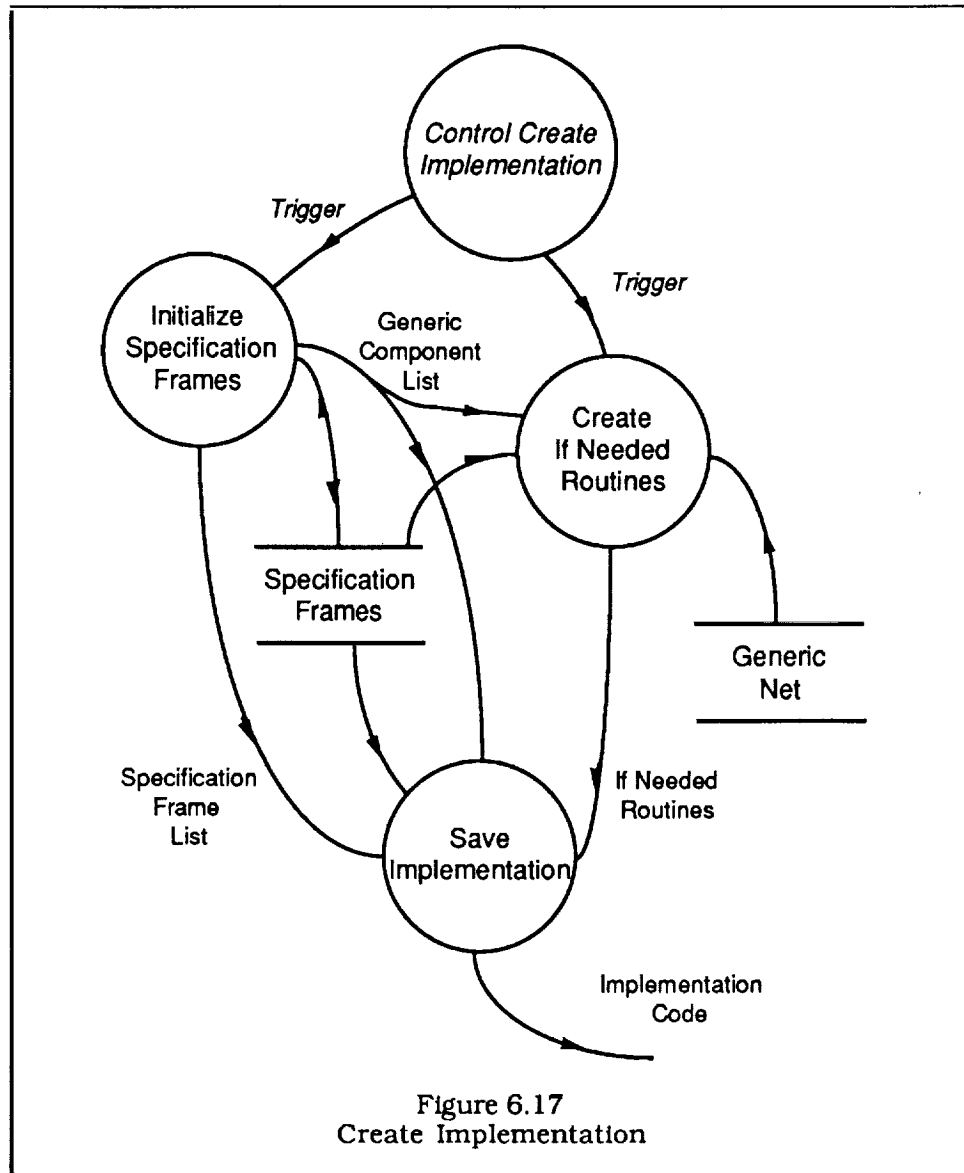 Control Create
Implementation
Trigger
Trigger
Initialize
Specification
Frames
Generic
Component
List
Create
If Needed
Routines
Specification
Frames
Generic
Net
Specification
Frame
List
If Needed
Routines
Save
Implementation
Implementation
Code
Figure 6.17
Create Implementation